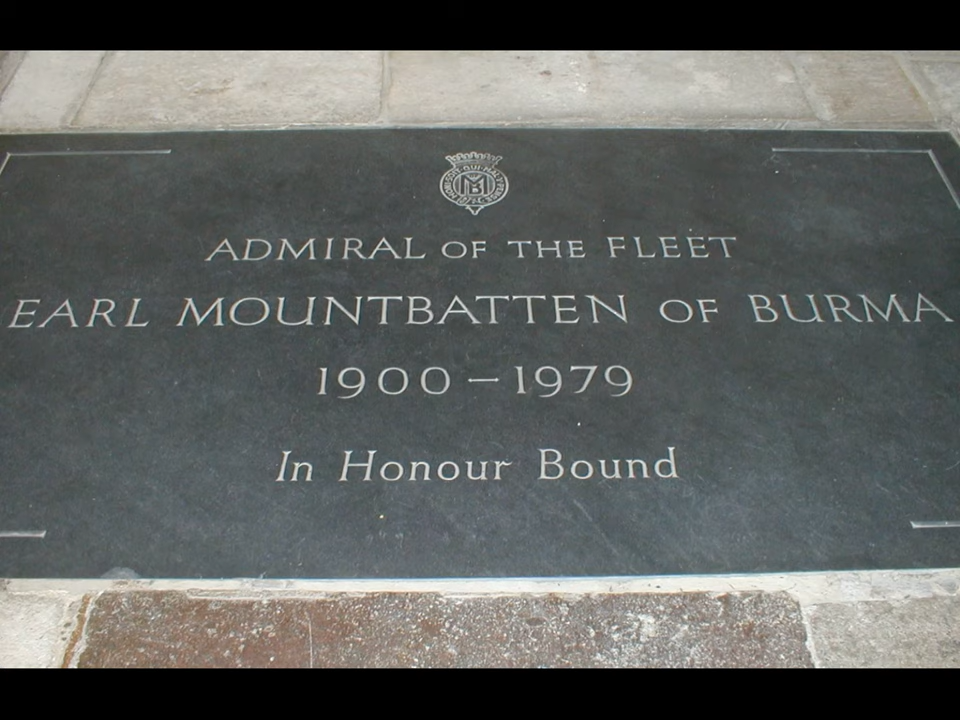 ADMIRAL OF THE FLEET
EARL MOUNTBATTEN OF BURMA
1900 – 1979
In Honour Bound